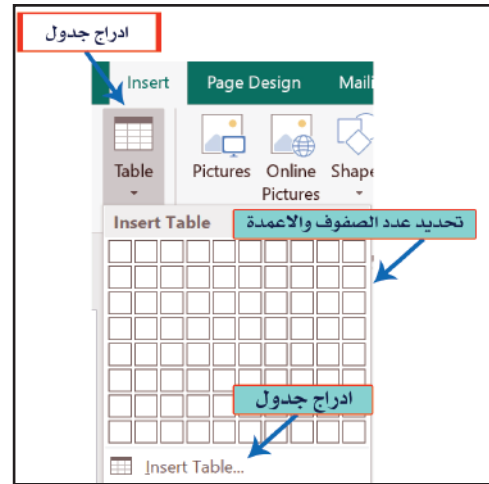 ادراج جدول
Insert Page Design Maili
Table Pictures Online Shape
Pictures
Insert Table
تحديد عدد الصفوف والاعمدة
ادراج جدول
Insert Table...